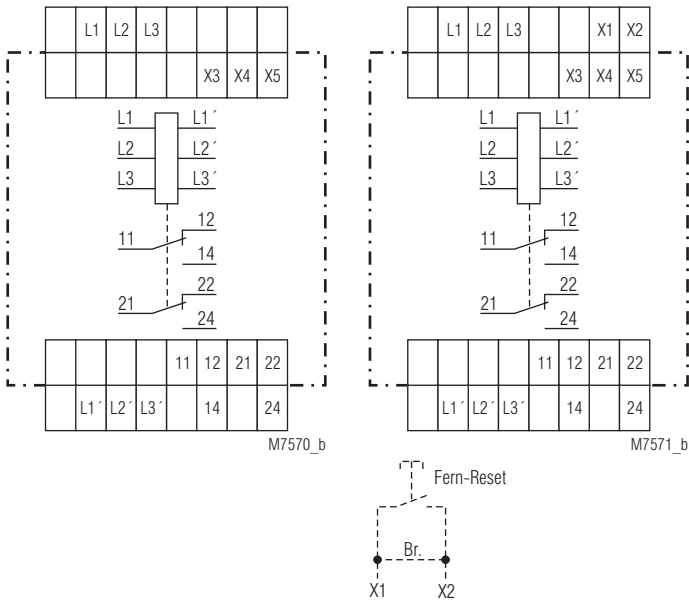 L1 L2 L3
X3 X4 X5
L1 L1´
L2 L2´
L3 L3´
12
11
14
22
21
24
11 12 21 22
L1´ L2´ L3´ 14 24
M7570_b
L1 L2 L3 X1 X2
X3 X4 X5
L1 L1´
L2 L2´
L3 L3´
12
11
14
22
21
24
11 12 21 22
L1´ L2´ L3´ 14 24
M7571_b
Fern-Reset
Br.
X1 X2